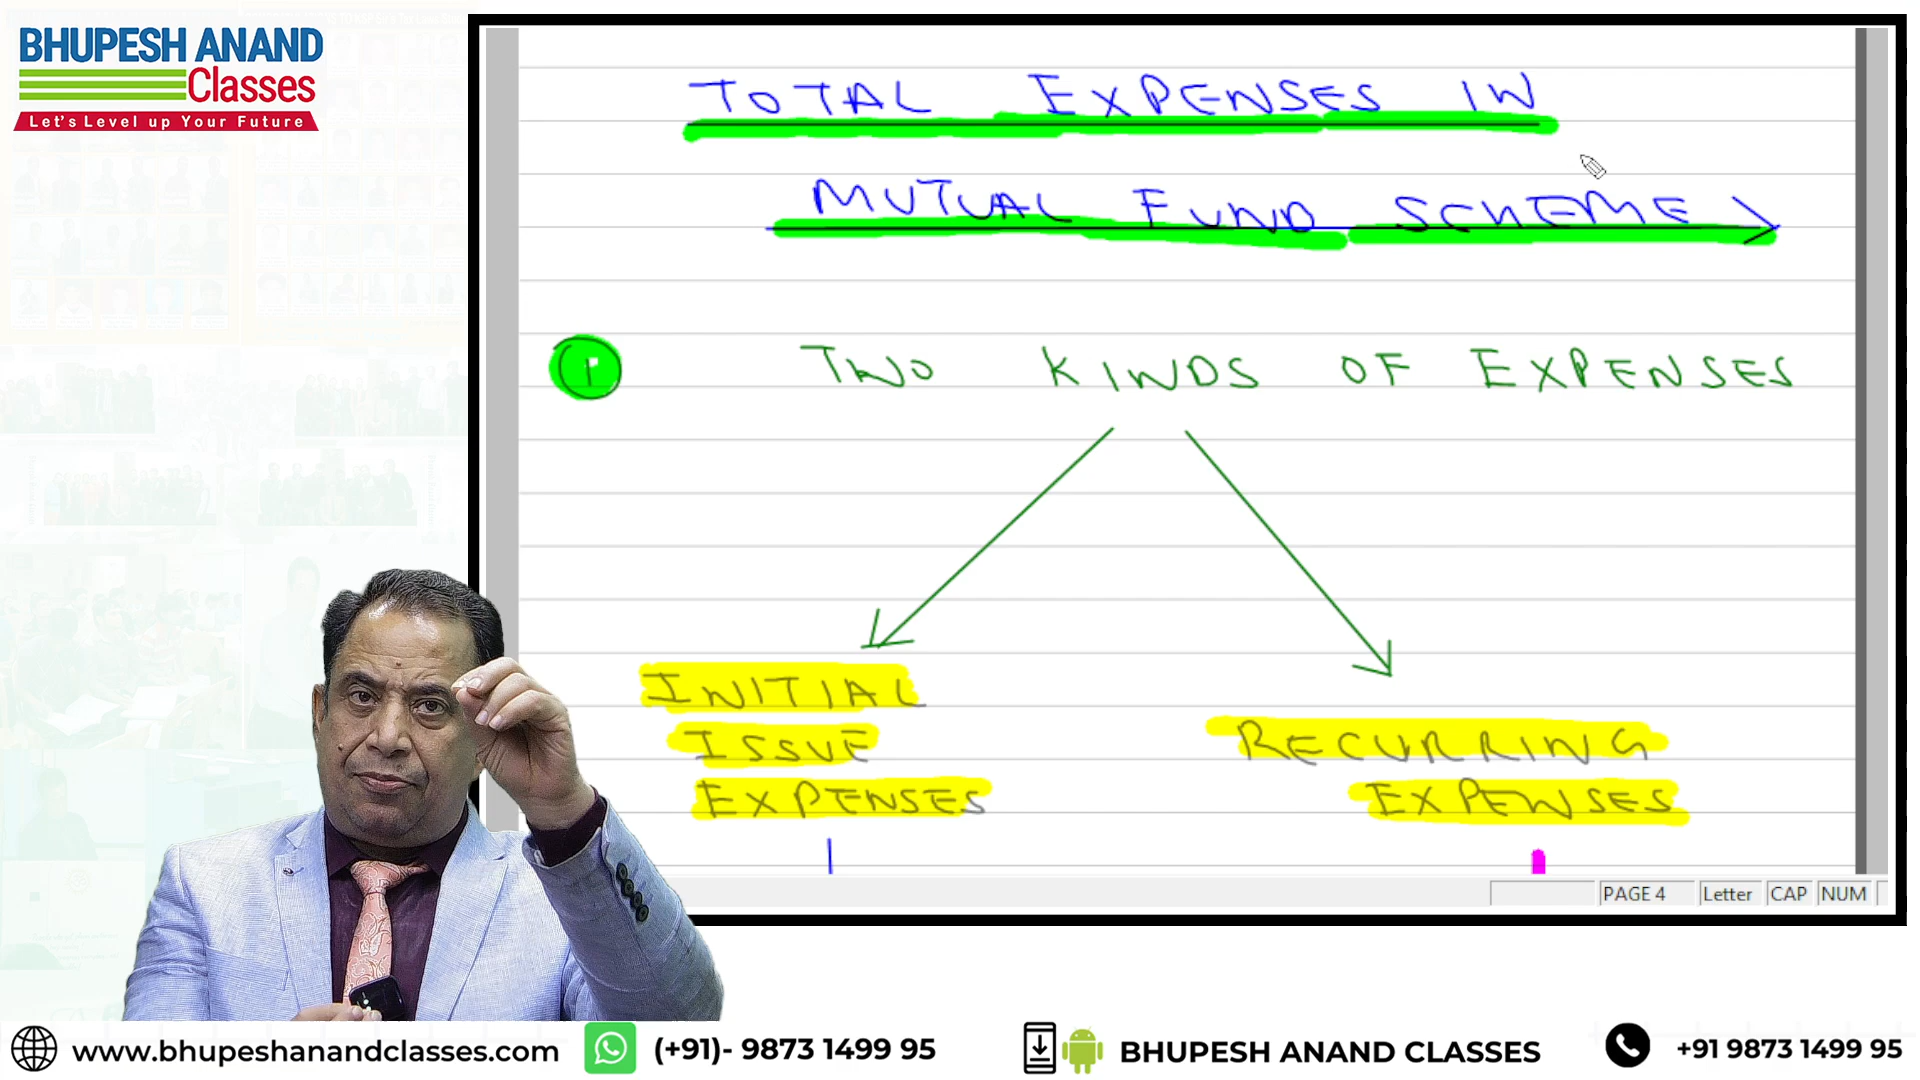 BHUPESH ANAND
Classes
Let's Level up Your Future
TOTAL EXPENSES IN
MUTUAL FUND SCHEME >
1 TWO KINDS OF EXPENSES
INITIAL
ISSUE
EXPENSES
RECURRING
EXPENSES
PAGE 4 Letter CAP NUM
www.bhupeshanandclasses.com
(+91)- 9873 1499 95
BHUPESH ANAND CLASSES
+91 9873 1499 95